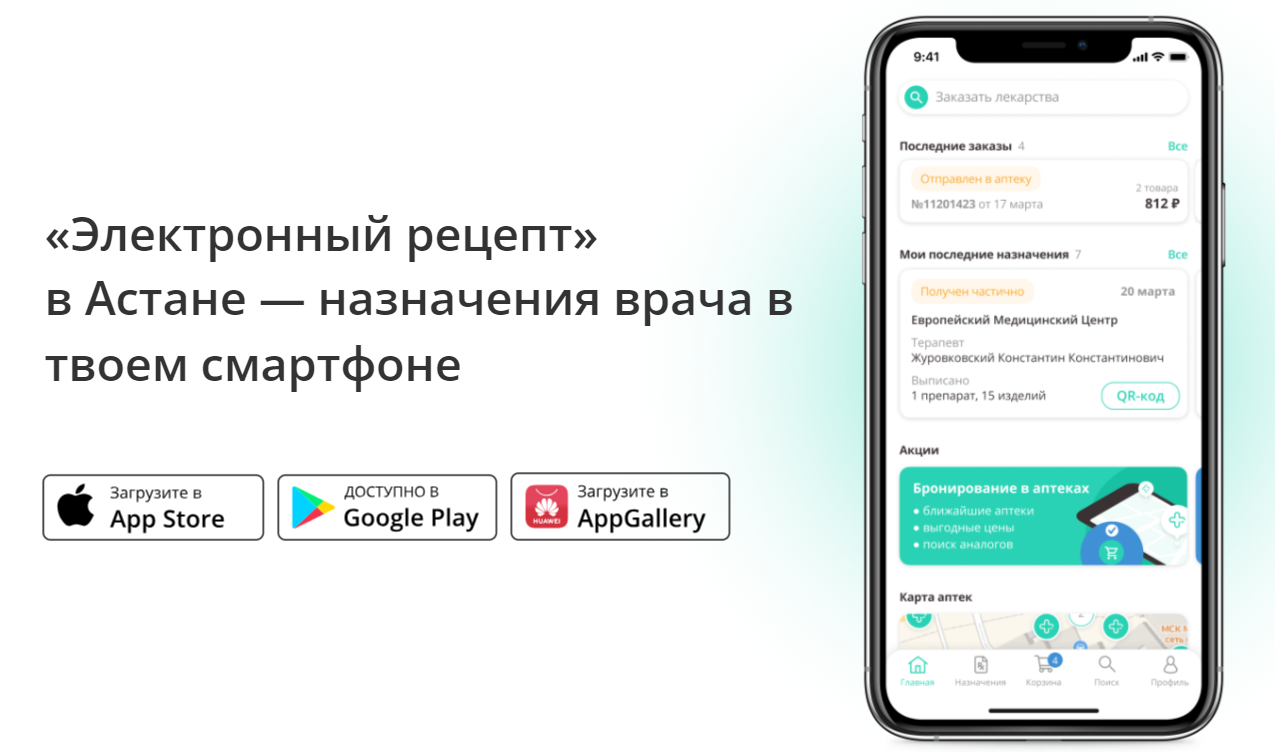 «Электронный рецепт»
в Астане — назначения врача в
твоем смартфоне
Загрузите в
App Store
ДОСТУПНО В
Google Play
HUAWEI
Загрузите в
AppGallery
9:41
Заказать лекарства
Последние заказы 4 Все
Отправлен в аптеку
2 товара
№11201423 от 17 марта 812 ₽
Мои последние назначения 7 Все
Получен частично 20 марта
Европейский Медицинский Центр
Терапевт
Журовковский Константин Константинович
Выписано
1 препарат, 15 изделий QR-код
Акции
Бронирование в аптеках
• ближайшие аптеки
• выгодные цены
• поиск аналогов
Карта аптек
2
МСК
сеть
4
Главная Назначения Корзина Поиск Профиль